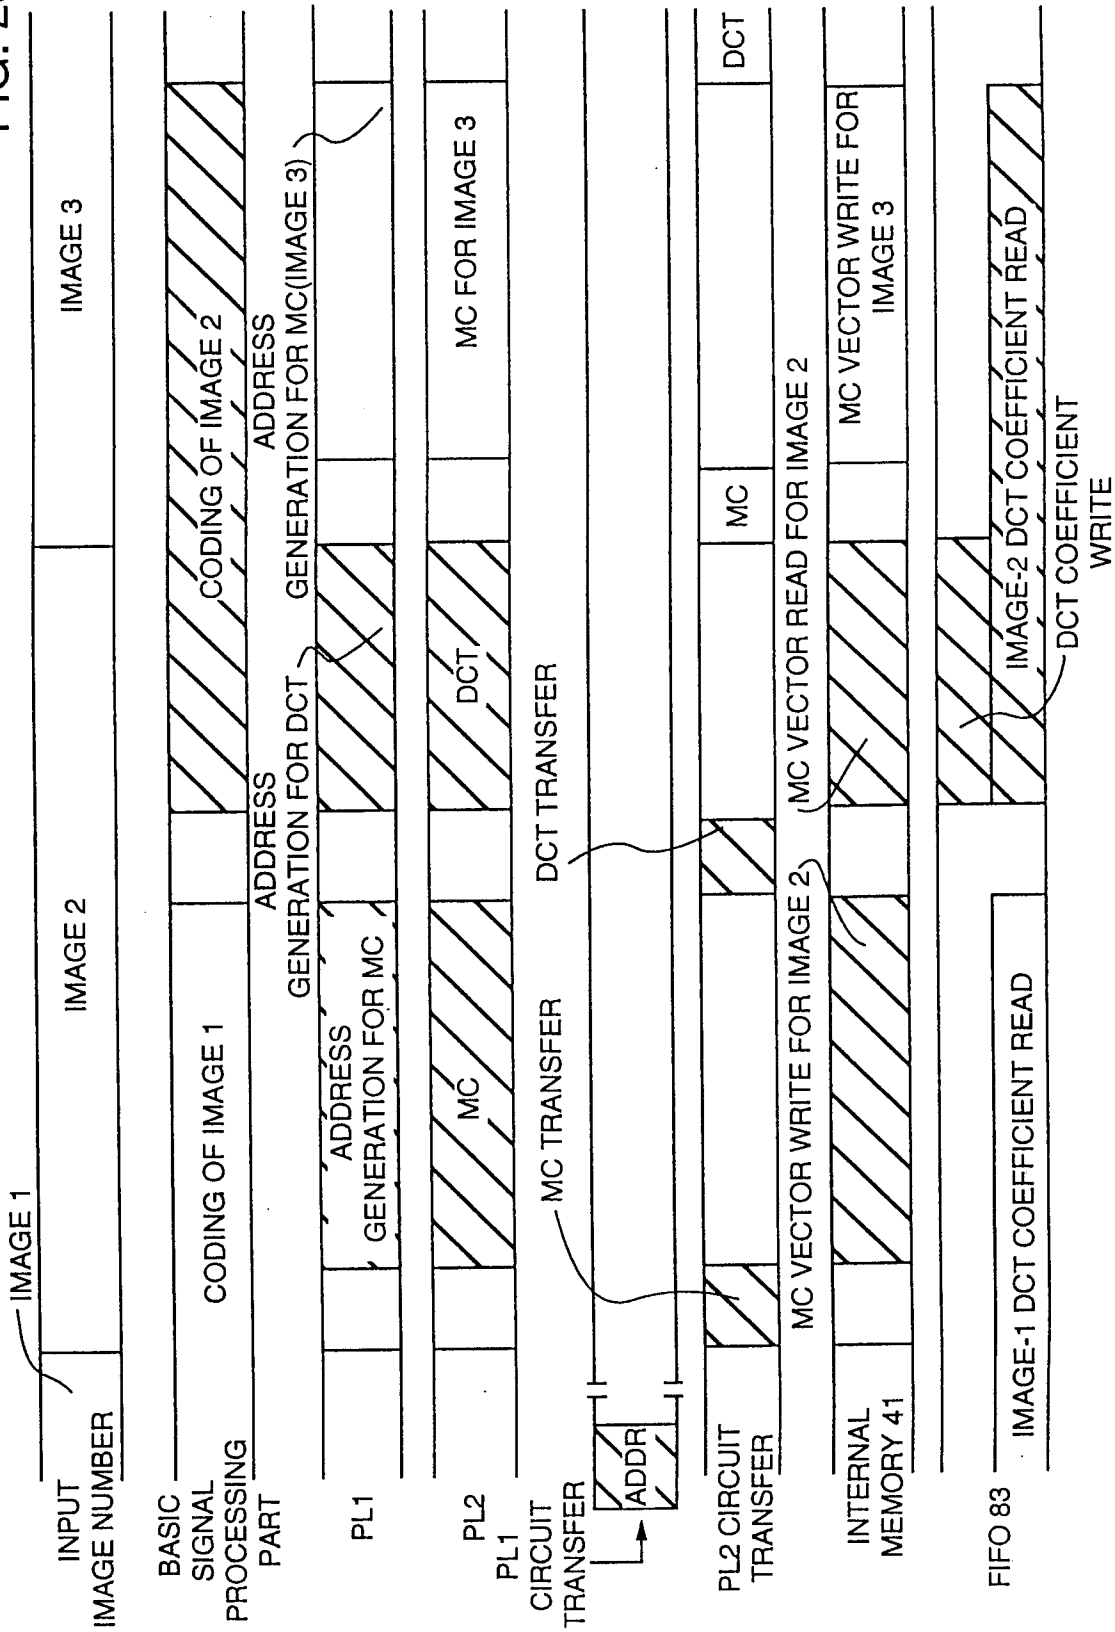 FIG. 2
IMAGE 1
INPUT
IMAGE NUMBER
IMAGE 2
IMAGE 3
BASIC
SIGNAL
PROCESSING
PART
CODING OF IMAGE 1
CODING OF IMAGE 2
ADDRESS
GENERATION FOR DCT
ADDRESS
GENERATION FOR MC(IMAGE 3)
PL1
ADDRESS
GENERATION FOR MC
PL2
MC
DCT
MC FOR IMAGE 3
PL1
CIRCUIT
TRANSFER
ADDR
MC TRANSFER
DCT TRANSFER
PL2 CIRCUIT
TRANSFER
MC
DCT
MC VECTOR WRITE FOR IMAGE 2
MC VECTOR READ FOR IMAGE 2
INTERNAL
MEMORY 41
MC VECTOR WRITE FOR
IMAGE 3
FIFO 83
IMAGE-1 DCT COEFFICIENT READ
IMAGE-2 DCT COEFFICIENT READ
DCT COEFFICIENT
WRITE